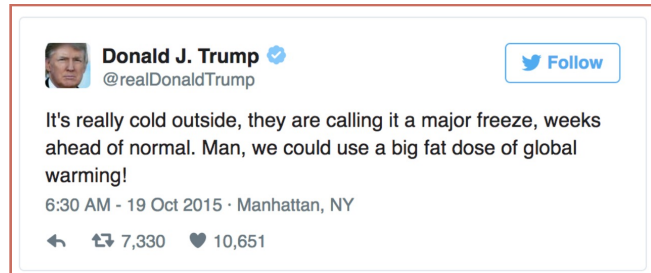 Donald J. Trump
Follow
@realDonaldTrump
It's really cold outside, they are calling it a major freeze, weeks
ahead of normal. Man, we could use a big fat dose of global
warming!
6:30 AM - 19 Oct 2015 · Manhattan, NY
7,330 10,651